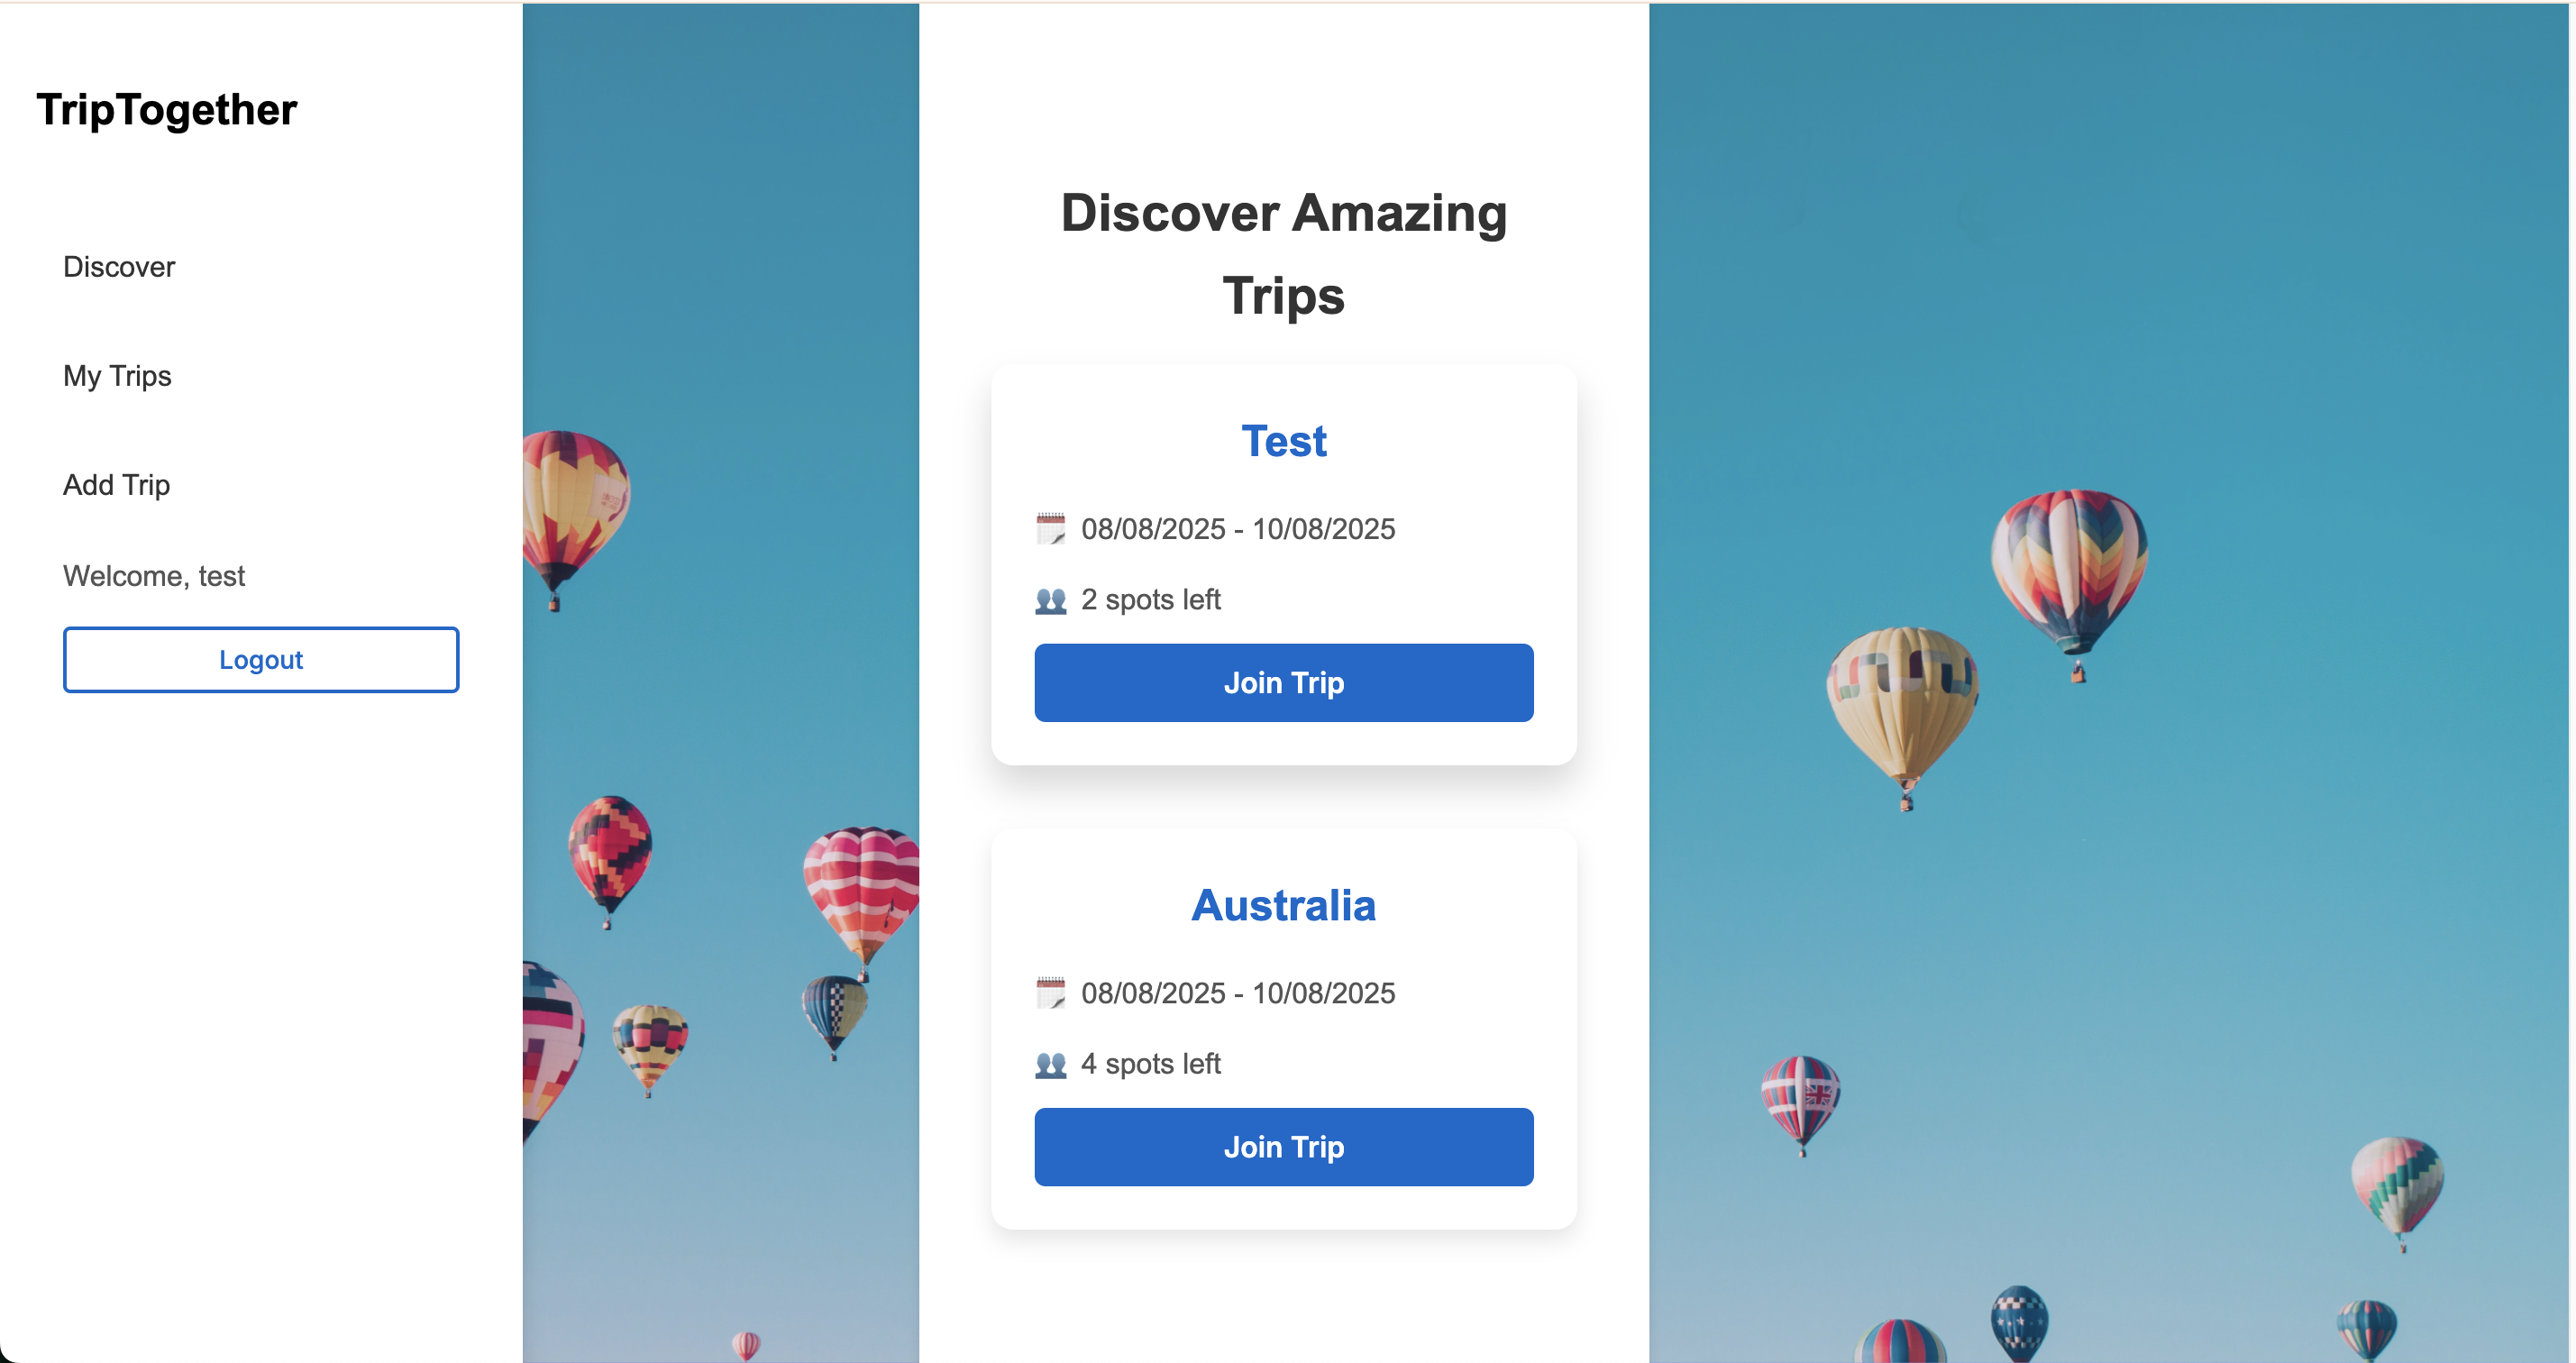 TripTogether
Discover
My Trips
Add Trip
Welcome, test
Logout
Discover Amazing
Trips
Test
08/08/2025 - 10/08/2025
2 spots left
Join Trip
Australia
08/08/2025 - 10/08/2025
4 spots left
Join Trip